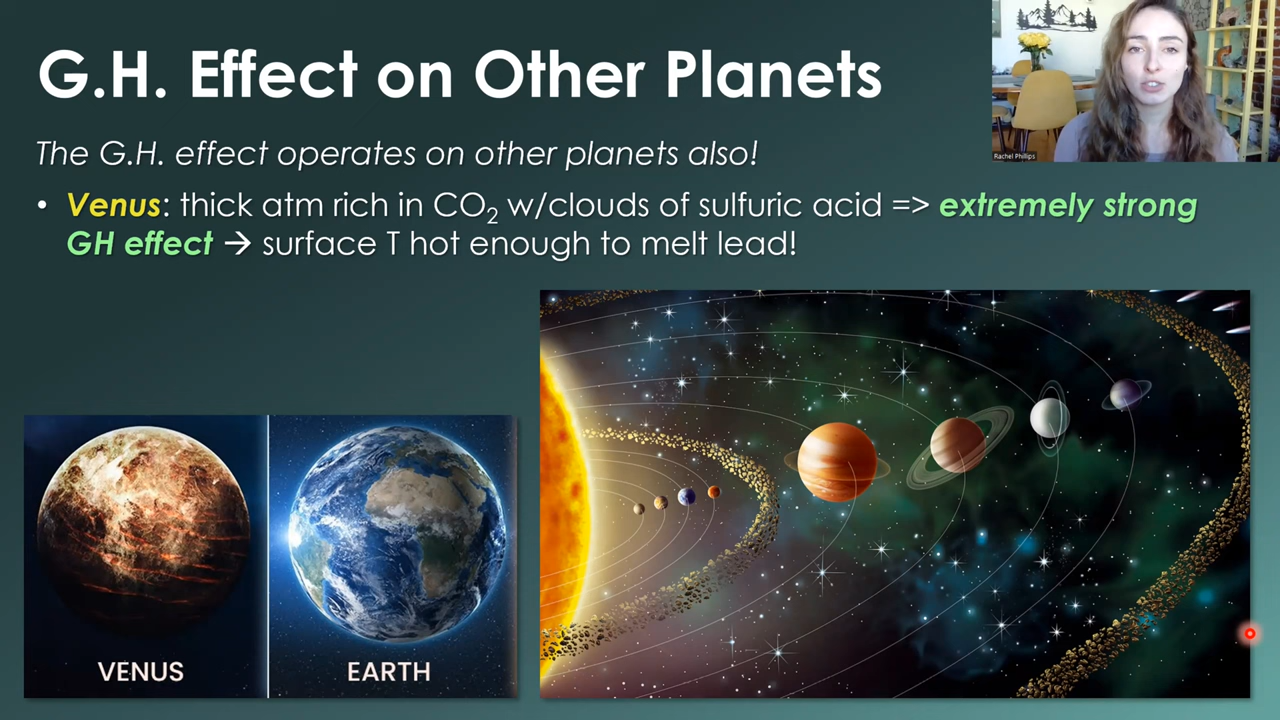 G.H. Effect on Other Planets
Rachel Phillips
The G.H. effect operates on other planets also!
• Venus: thick atm rich in CO₂ w/clouds of sulfuric acid => extremely strong
GH effect → surface T hot enough to melt lead!
VENUS
EARTH